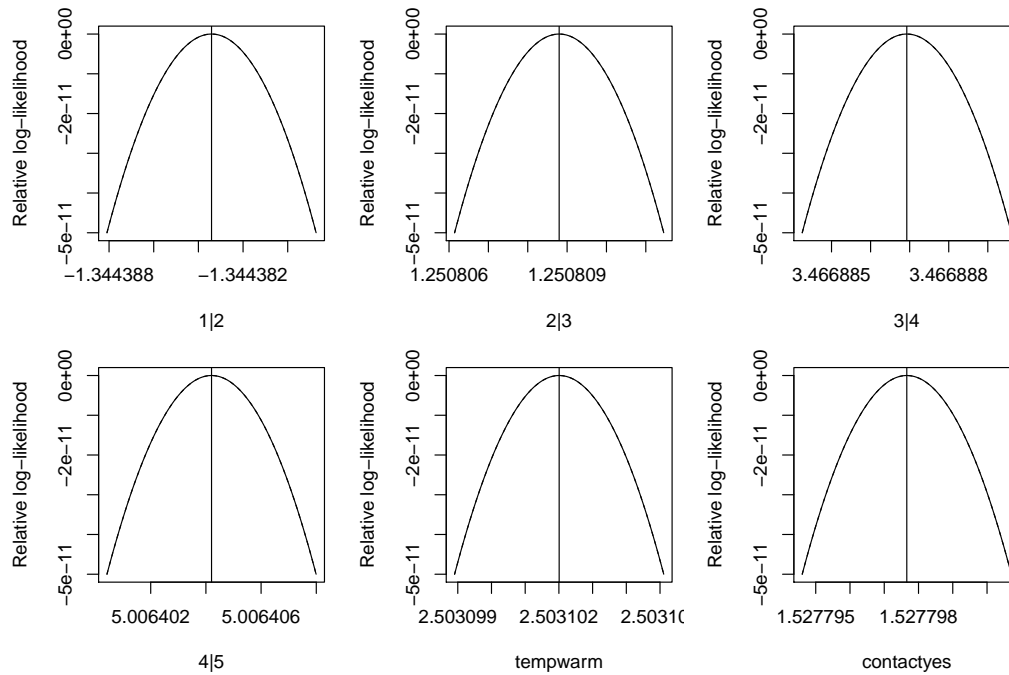 Relative log−likelihood
0e+00
−2e−11
−5e−11
−1.344388
−1.344382
1|2
Relative log−likelihood
0e+00
−2e−11
−5e−11
1.250806
1.250809
2|3
Relative log−likelihood
0e+00
−2e−11
−5e−11
3.466885
3.466888
3|4
Relative log−likelihood
0e+00
−2e−11
−5e−11
5.006402
5.006406
4|5
Relative log−likelihood
0e+00
−2e−11
−5e−11
2.503099
2.503102
tempwarm
Relative log−likelihood
0e+00
−2e−11
−5e−11
1.527795
1.527798
contactyes